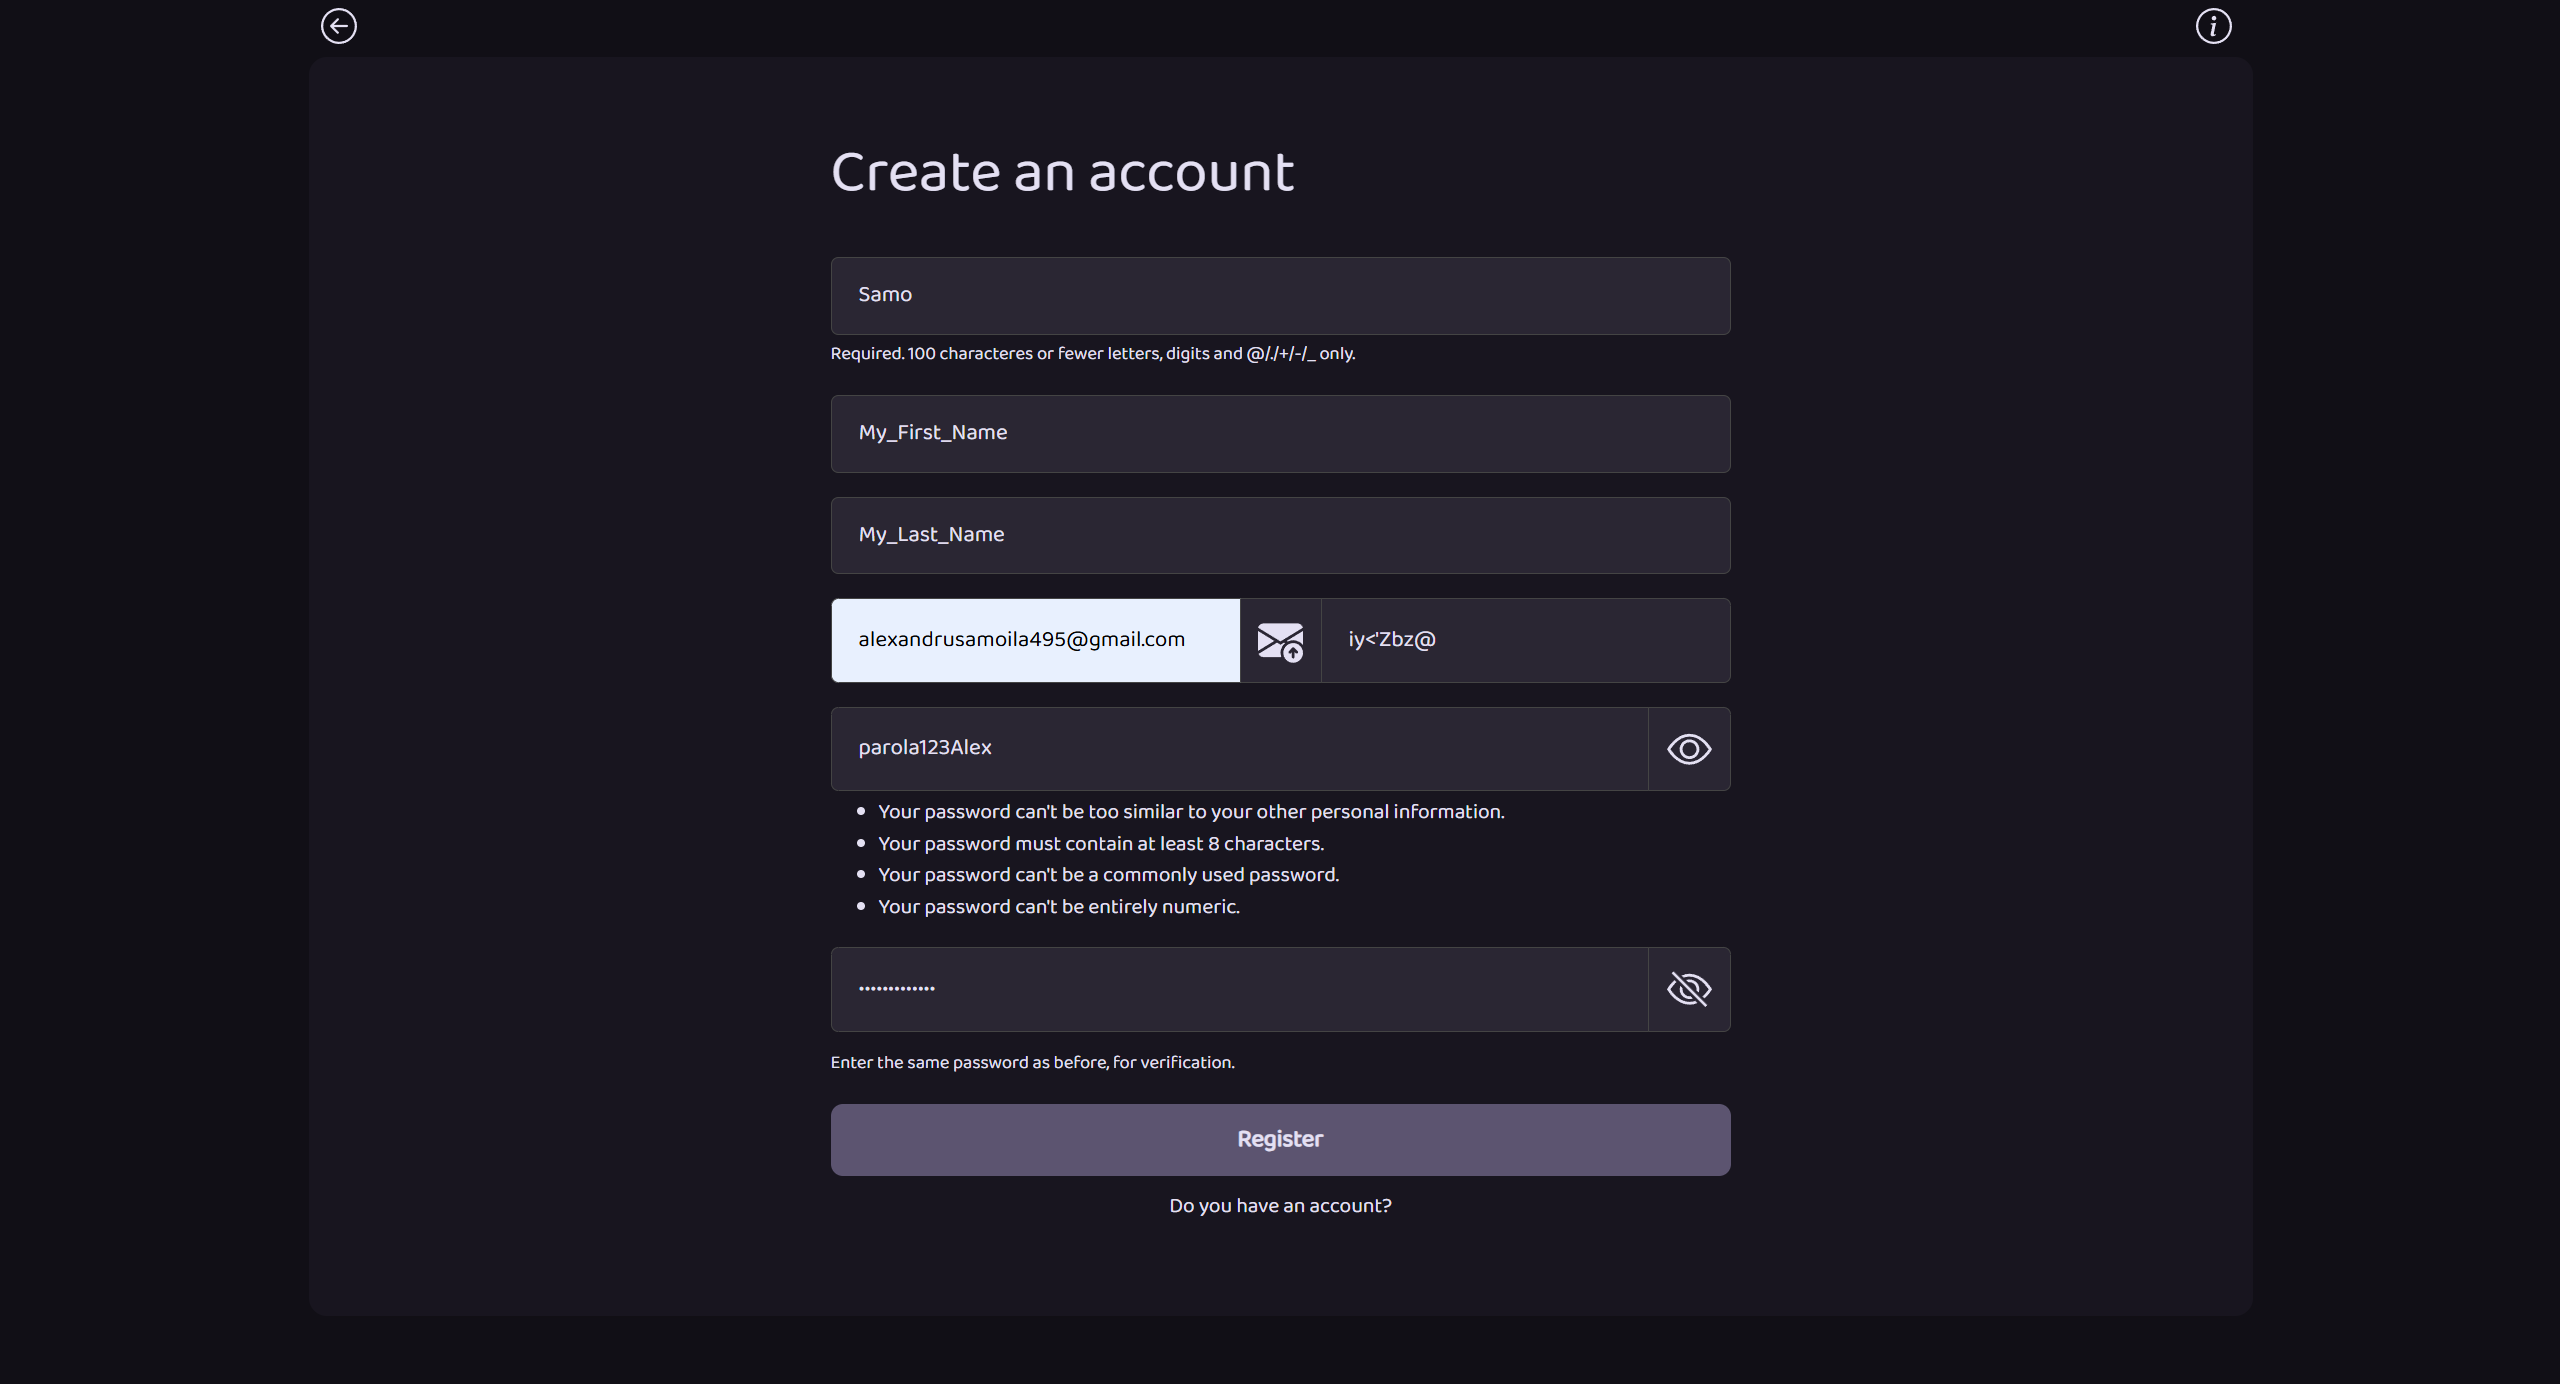 Create an account
Samo
Required. 100 characteres or fewer letters, digits and @/./+/-/_ only.
My_First_Name
My_Last_Name
alexandrusamoila495@gmail.com
iy<'Zbz@
parola123Alex
Your password can't be too similar to your other personal information.
Your password must contain at least 8 characters.
Your password can't be a commonly used password.
Your password can't be entirely numeric.
•••••••••••••
Enter the same password as before, for verification.
Register
Do you have an account?